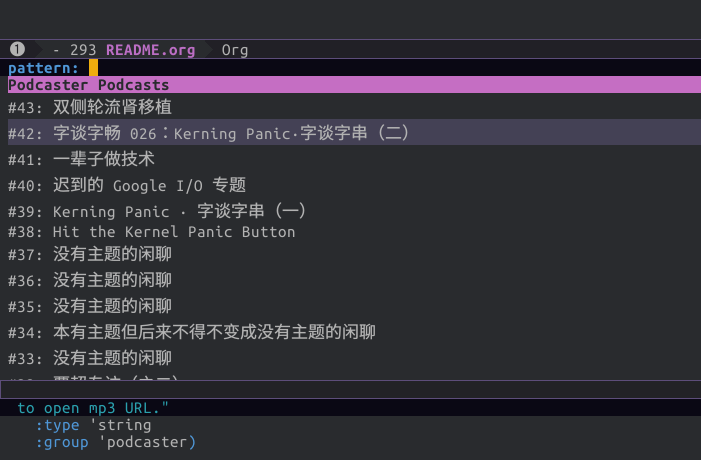 1 - 293 README.org Org
pattern:
Podcaster Podcasts
#43: 双侧轮流肾移植
#42: 字谈字畅 026：Kerning Panic·字谈字串（二）
#41: 一辈子做技术
#40: 迟到的 Google I/O 专题
#39: Kerning Panic · 字谈字串（一）
#38: Hit the Kernel Panic Button
#37: 没有主题的闲聊
#36: 没有主题的闲聊
#35: 没有主题的闲聊
#34: 本有主题但后来不得不变成没有主题的闲聊
#33: 没有主题的闲聊
to open mp3 URL."
:type 'string
:group 'podcaster)